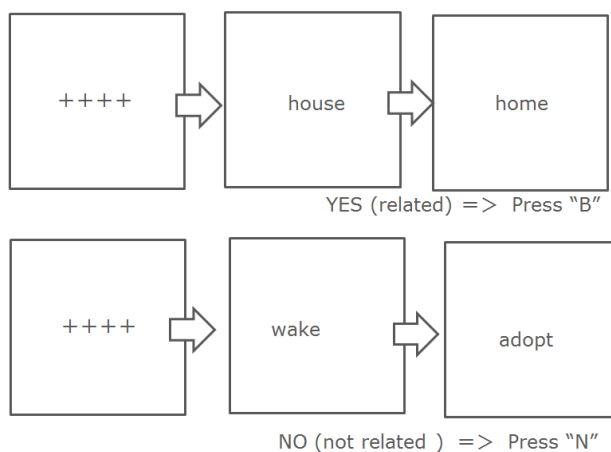 ++++
house
home
YES (related) => Press “B”
++++
wake
adopt
NO (not related ) => Press “N”